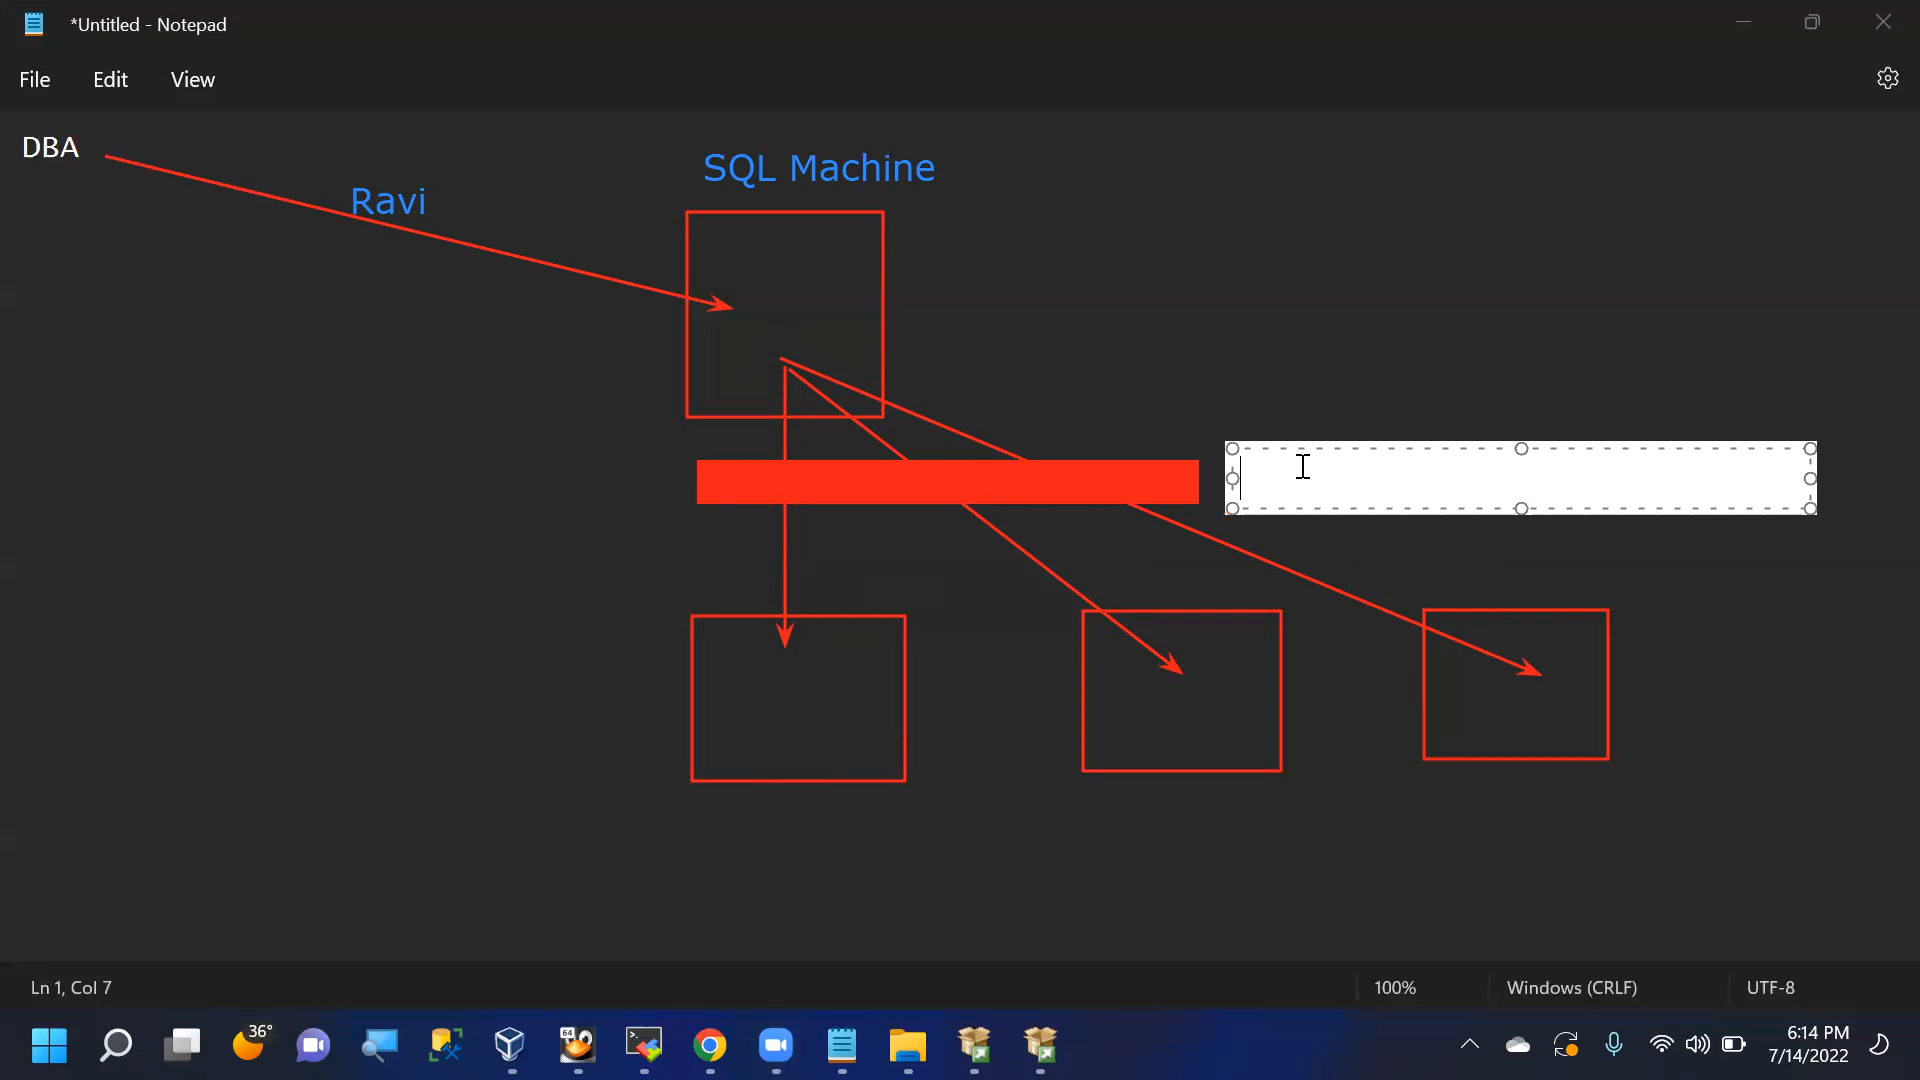 *Untitled - Notepad
File Edit View
DBA
Ravi
SQL Machine
Ln 1, Col 7
100%
Windows (CRLF)
UTF-8
36°
64
6:14 PM
7/14/2022